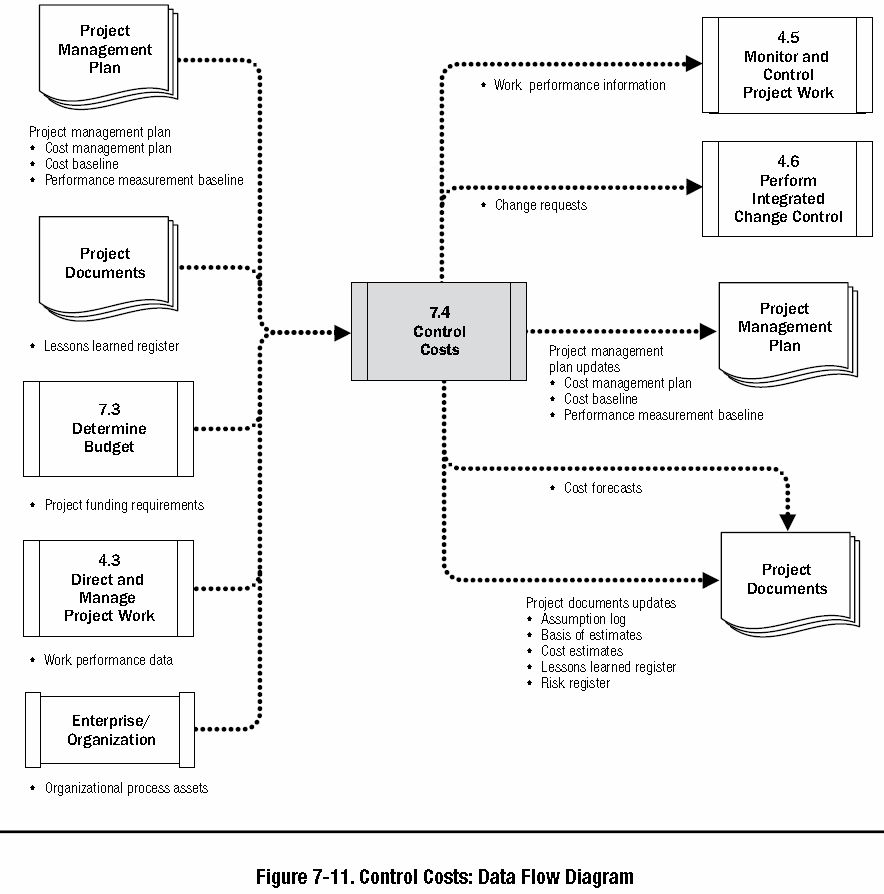 Project
Management
Plan
Project management plan
• Cost management plan
• Cost baseline
• Performance measurement baseline
Project
Documents
• Lessons learned register
7.3
Determine
Budget
• Project funding requirements
4.3
Direct and
Manage
Project Work
• Work performance data
Enterprise/
Organization
• Organizational process assets
7.4
Control
Costs
• Work performance information
4.5
Monitor and
Control
Project Work
• Change requests
4.6
Perform
Integrated
Change Control
Project management
plan updates
• Cost management plan
• Cost baseline
• Performance measurement baseline
Project
Management
Plan
• Cost forecasts
Project documents updates
• Assumption log
• Basis of estimates
• Cost estimates
• Lessons learned register
• Risk register
Project
Documents
Figure 7-11. Control Costs: Data Flow Diagram